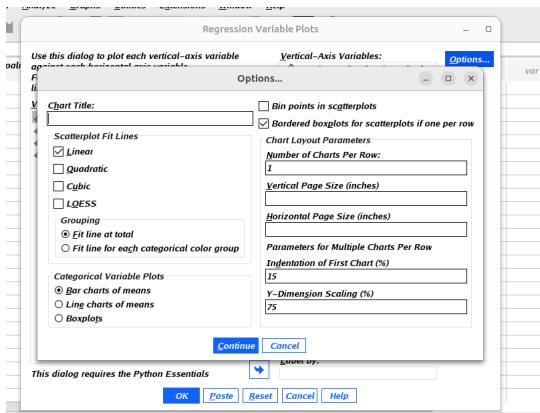 Analyze Graphs Quades Extensions Window Help
Regression Variable Plots
Use this dialog to plot each vertical-axis variable
against each horizontal axis variable
Vertical-Axis Variables:
Options...
var
Options...
Chart Title:
Bin points in scatterplots
Bordered boxplots for scatterplots if one per row
Scatterplot Fit Lines
Linear
Quadratic
Cubic
LOESS
Grouping
Fit line at total
Fit line for each categorical color group
Categorical Variable Plots
Bar charts of means
Line charts of means
Boxplots
Chart Layout Parameters
Number of Charts Per Row:
1
Vertical Page Size (inches)
Horizontal Page Size (inches)
Parameters for Multiple Charts Per Row
Indentation of First Chart (%)
15
Y-Dimension Scaling (%)
75
Continue Cancel
Label by:
This dialog requires the Python Essentials
OK Paste Reset Cancel Help